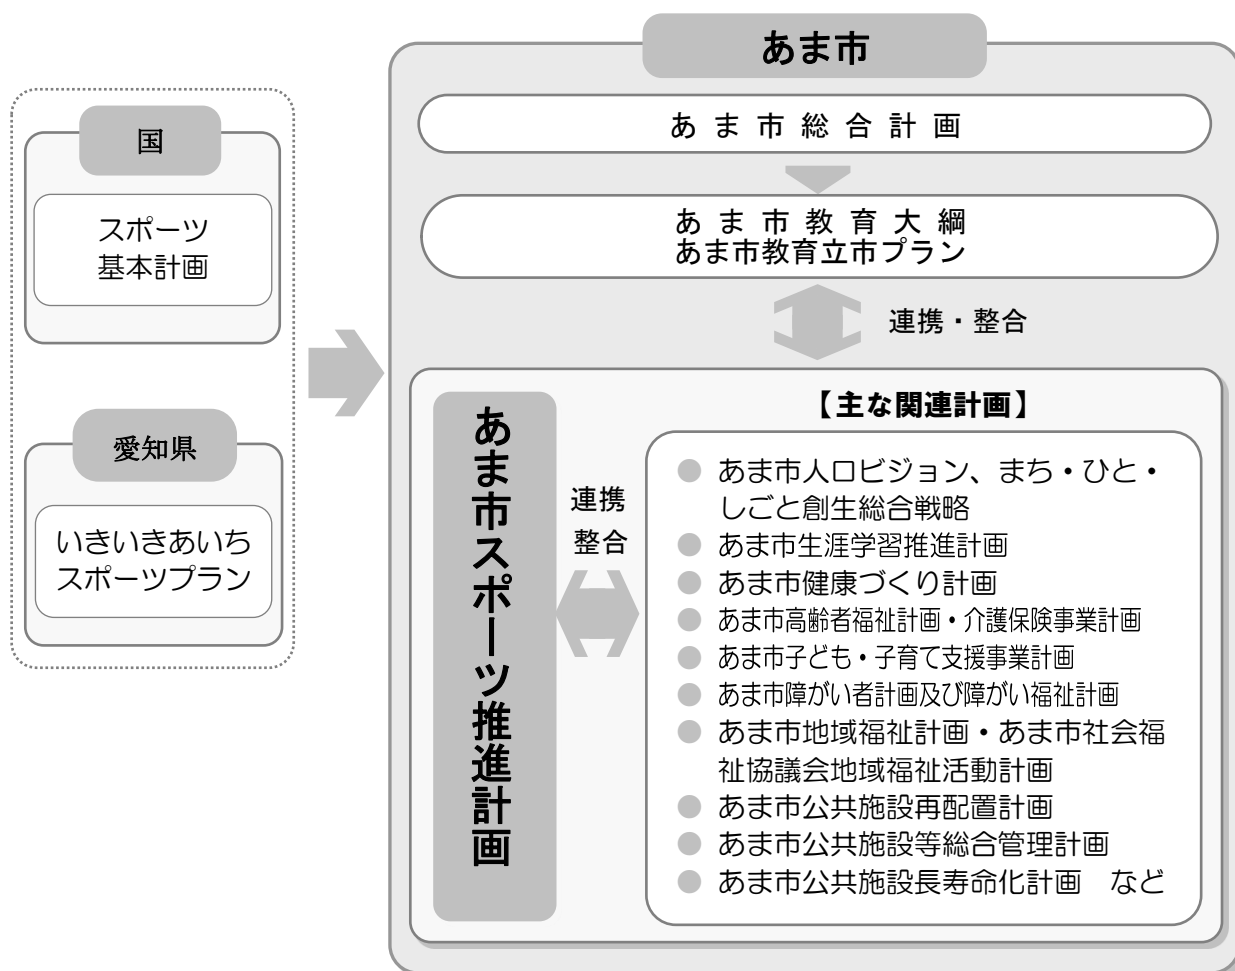 あま市
あま市総合計画
あま市教育大綱
あま市教育立市プラン
連携・整合
国
スポーツ
基本計画
愛知県
いきいきあいち
スポーツプラン
あま市スポーツ推進計画
連携
整合
【主な関連計画】
● あま市人口ビジョン、まち・ひと・
しごと創生総合戦略
● あま市生涯学習推進計画
● あま市健康づくり計画
● あま市高齢者福祉計画・介護保険事業計画
● あま市子ども・子育て支援事業計画
● あま市障がい者計画及び障がい福祉計画
● あま市地域福祉計画・あま市社会福
祉協議会地域福祉活動計画
● あま市公共施設再配置計画
● あま市公共施設等総合管理計画
● あま市公共施設長寿命化計画　など